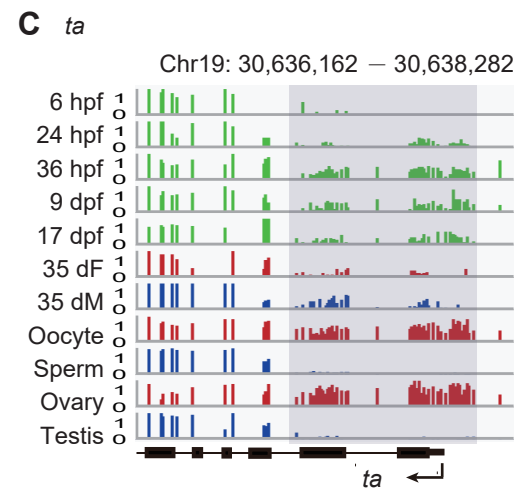 C ta
Chr19: 30,636,162 — 30,638,282
6 hpf 1 0
24 hpf 1 0
36 hpf 1 0
9 dpf 1 0
17 dpf 1 0
35 dF 1 0
35 dM 1 0
Oocyte 1 0
Sperm 1 0
Ovary 1 0
Testis 1 0
ta